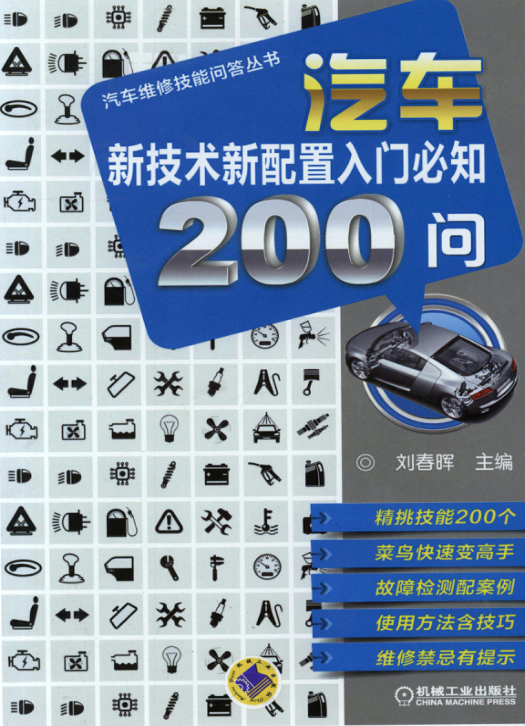 汽车维修技能问答丛书
汽车
新技术新配置入门必知
200问
◎ 刘春晖 主编
精挑技能200个
菜鸟快速变高手
故障检测配案例
使用方法含技巧
维修禁忌有提示
机械工业出版社
CHINA MACHINE PRESS